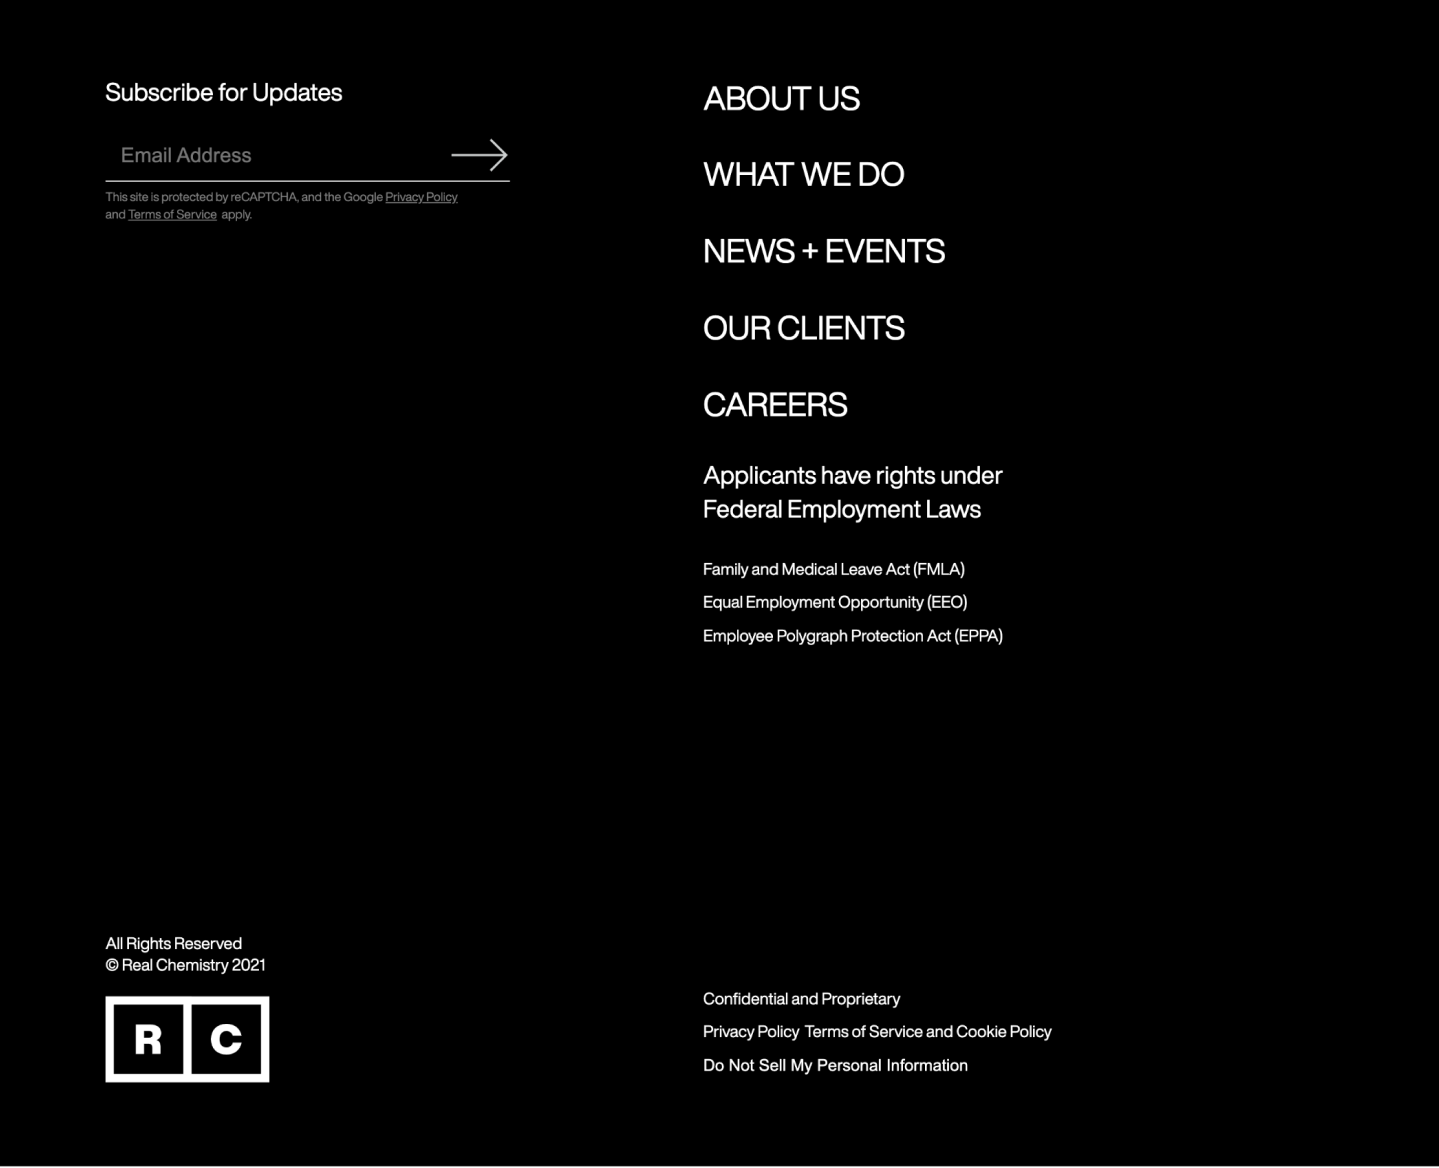 Subscribe for Updates
Email Address
This site is protected by reCAPTCHA, and the Google Privacy Policy
and Terms of Service apply.
ABOUT US
WHAT WE DO
NEWS + EVENTS
OUR CLIENTS
CAREERS
Applicants have rights under
Federal Employment Laws
Family and Medical Leave Act (FMLA)
Equal Employment Opportunity (EEO)
Employee Polygraph Protection Act (EPPA)
All Rights Reserved
© Real Chemistry 2021
R C
Confidential and Proprietary
Privacy Policy Terms of Service and Cookie Policy
Do Not Sell My Personal Information